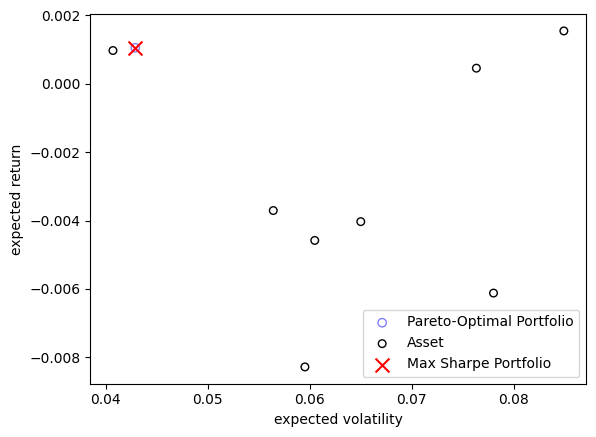 0.002
0.000
−0.002
−0.004
−0.006
−0.008
expected return
0.04
0.05
0.06
0.07
0.08
expected volatility
Pareto-Optimal Portfolio
Asset
Max Sharpe Portfolio